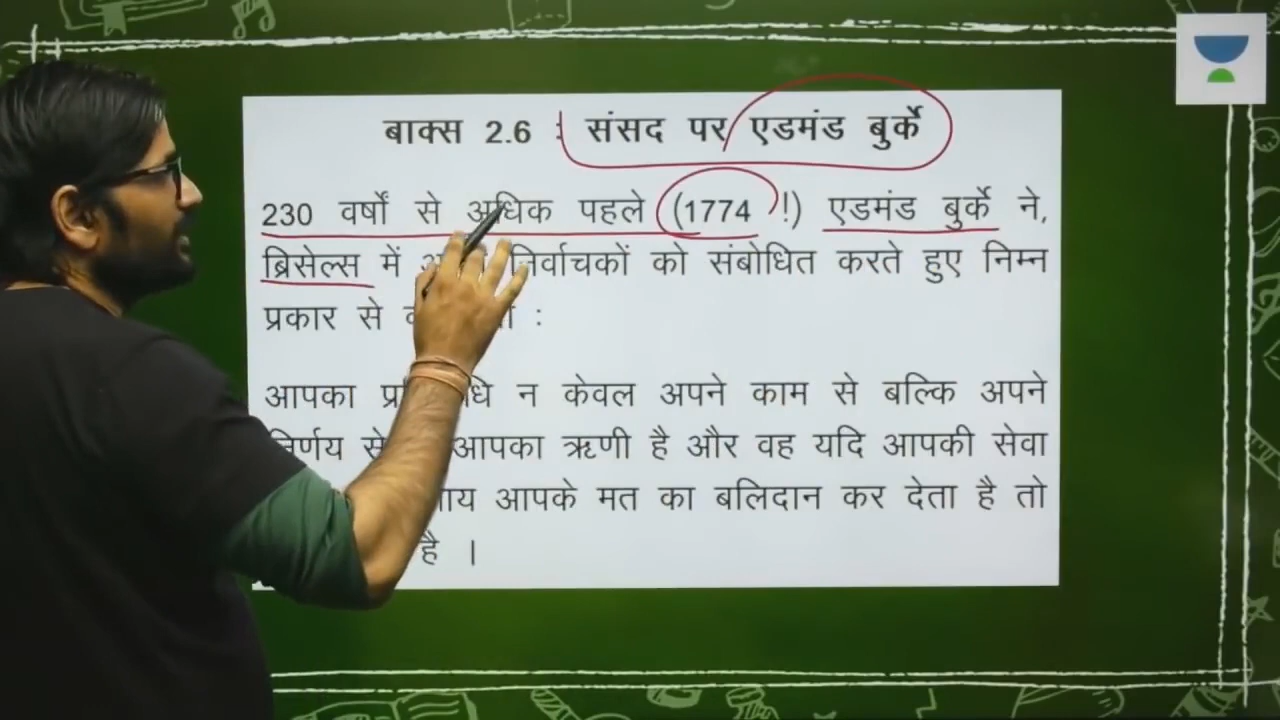 बाक्स 2.6 : संसद पर एडमंड बुर्के
230 वर्षों से अधिक पहले (1774 !) एडमंड बुर्के ने,
ब्रिसेल्स में निर्वाचकों को संबोधित करते हुए निम्न
प्रकार से :
आपका न केवल अपने काम से बल्कि अपने
निर्णय से आपका ऋणी है और वह यदि आपकी सेवा
आपके मत का बलिदान कर देता है तो
है ।